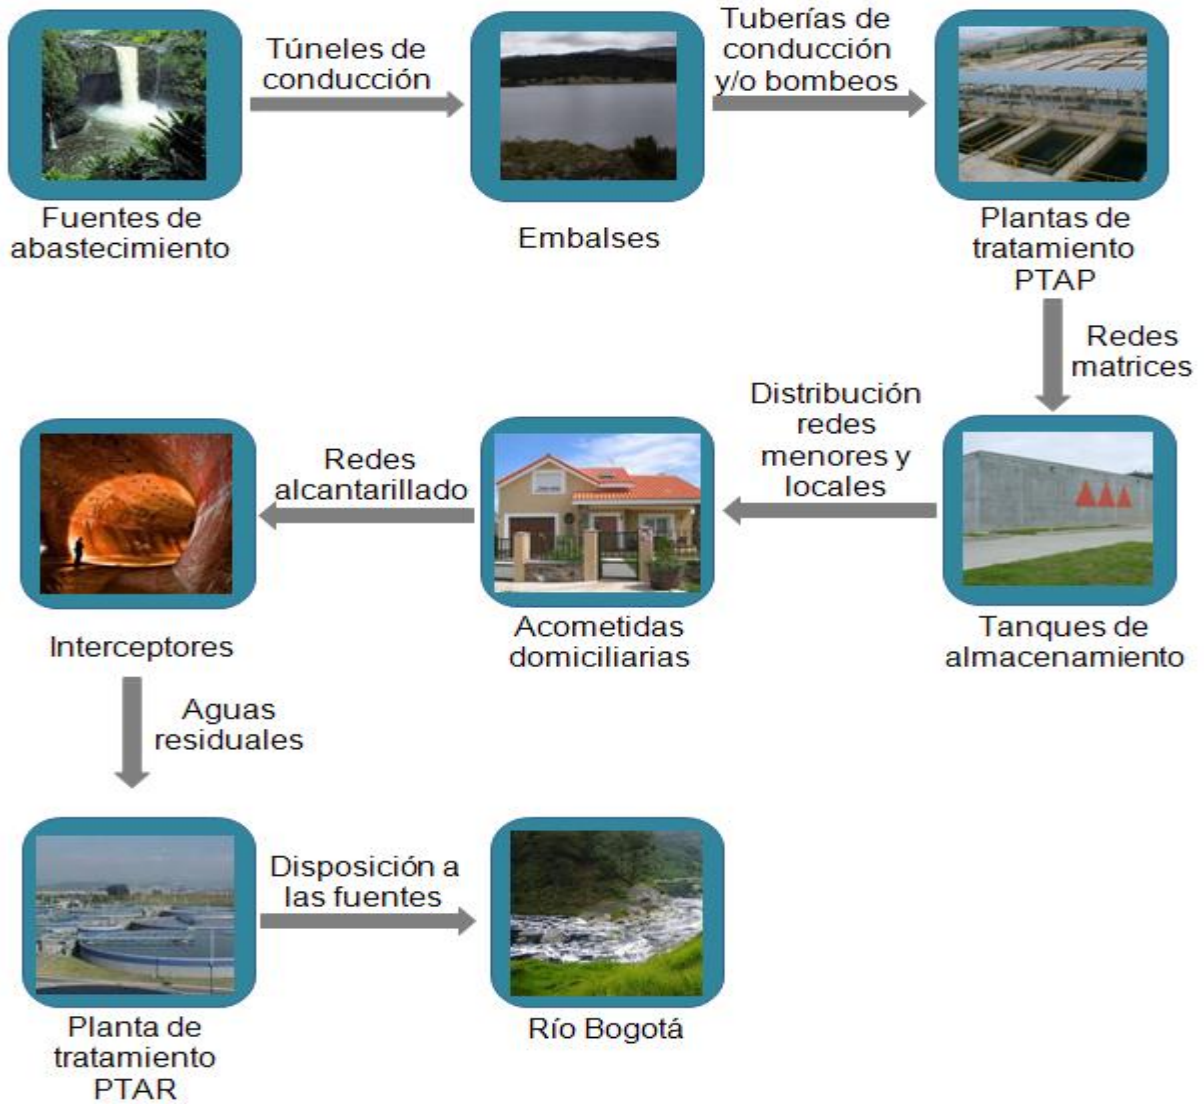 Túneles de
conducción
Tuberías de
conducción
y/o bombeos
Fuentes de
abastecimiento
Embalses
Plantas de
tratamiento
PTAP
Redes
matrices
Distribución
redes
menores y
locales
Redes
alcantarillado
Interceptores
Acometidas
domiciliarias
Tanques de
almacenamiento
Aguas
residuales
Disposición a
las fuentes
Planta de
tratamiento
PTAR
Río Bogotá